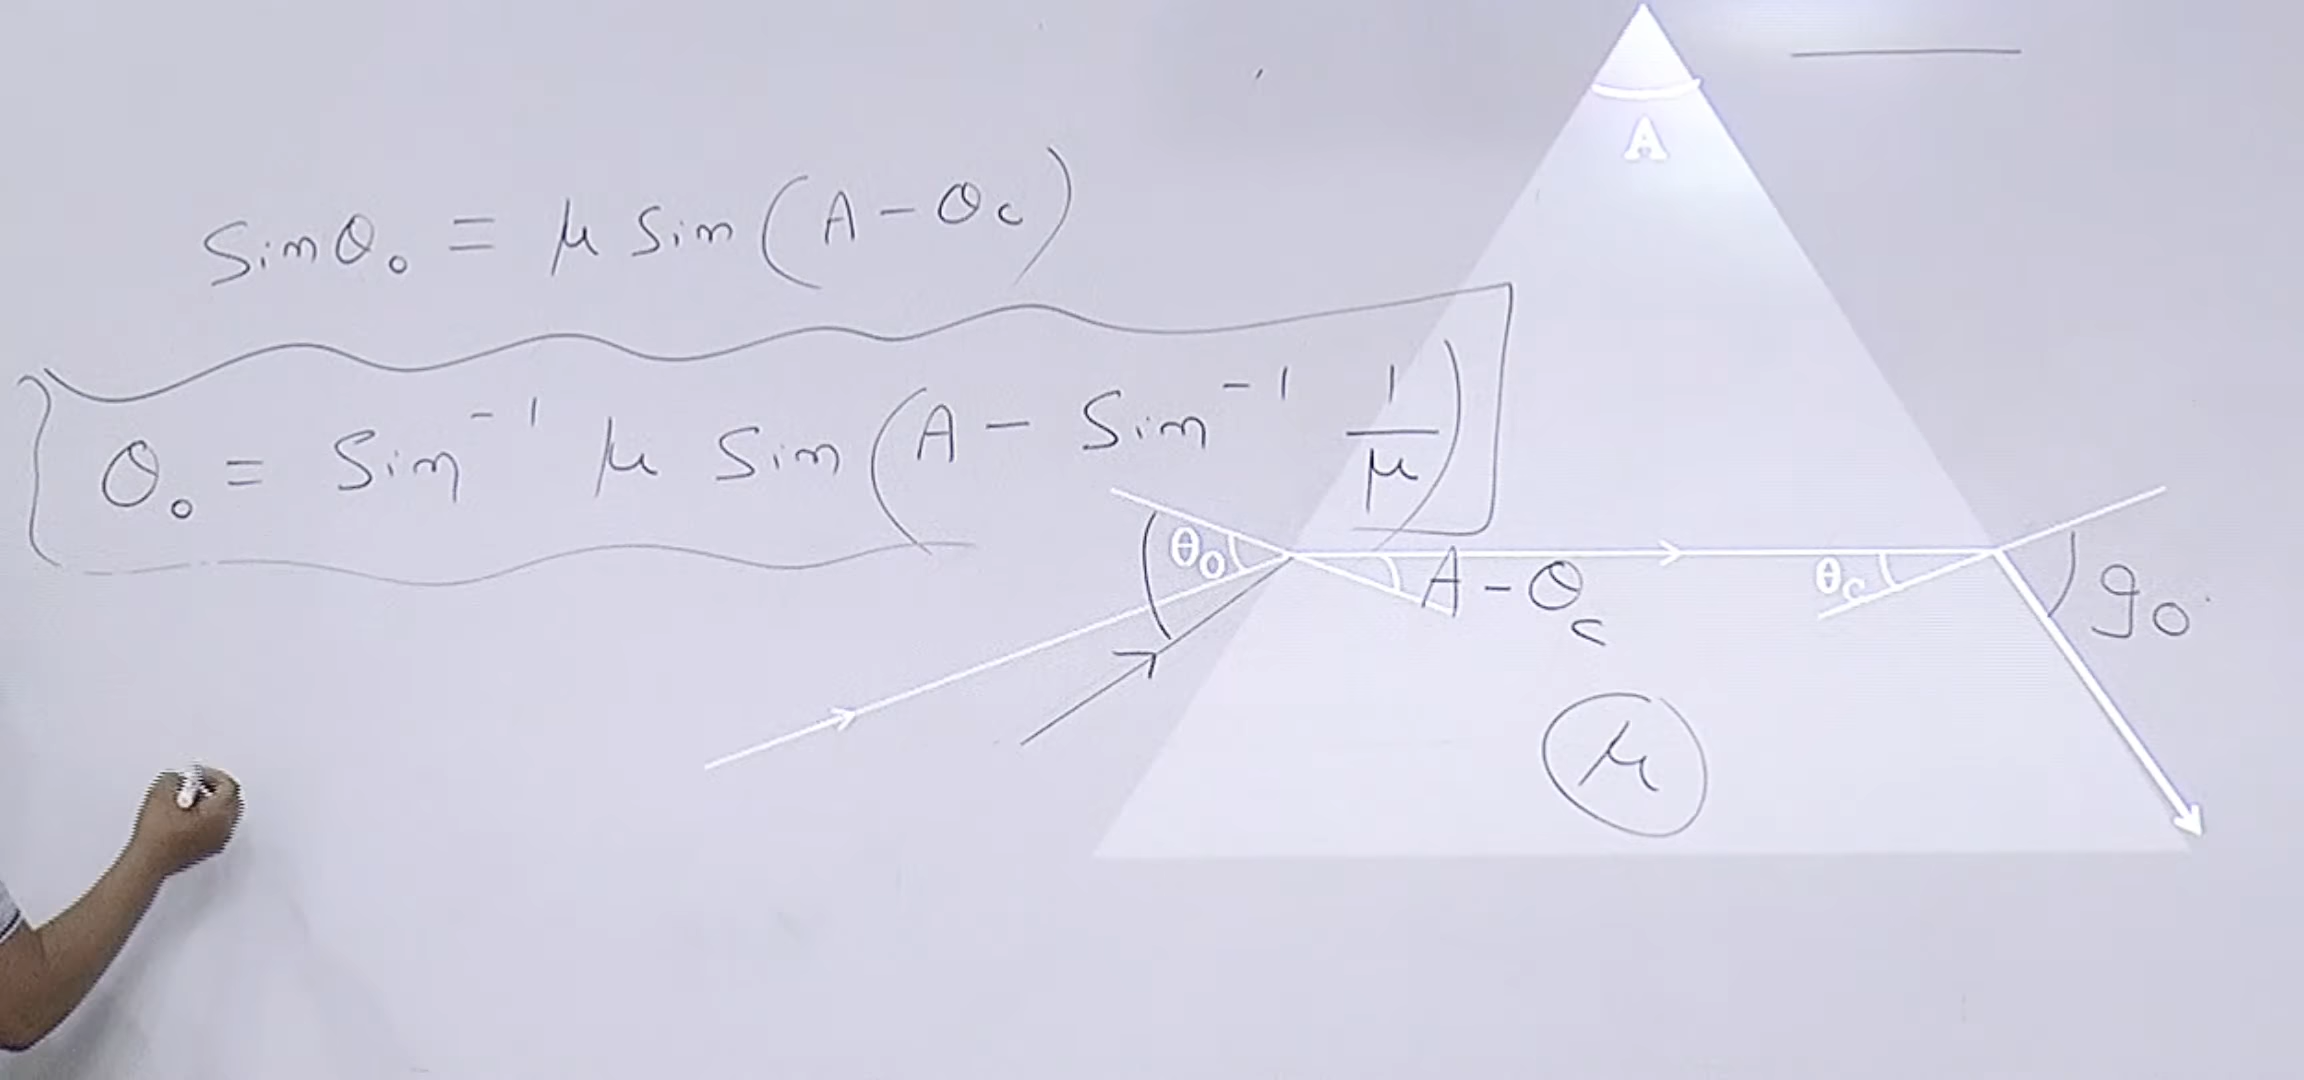 A
Sin θ₀ = μ Sin (A - θc)
θ₀ = Sin⁻¹ μ Sin (A - Sin⁻¹ 1/μ)
θ₀
A - θc
θc
90
μ